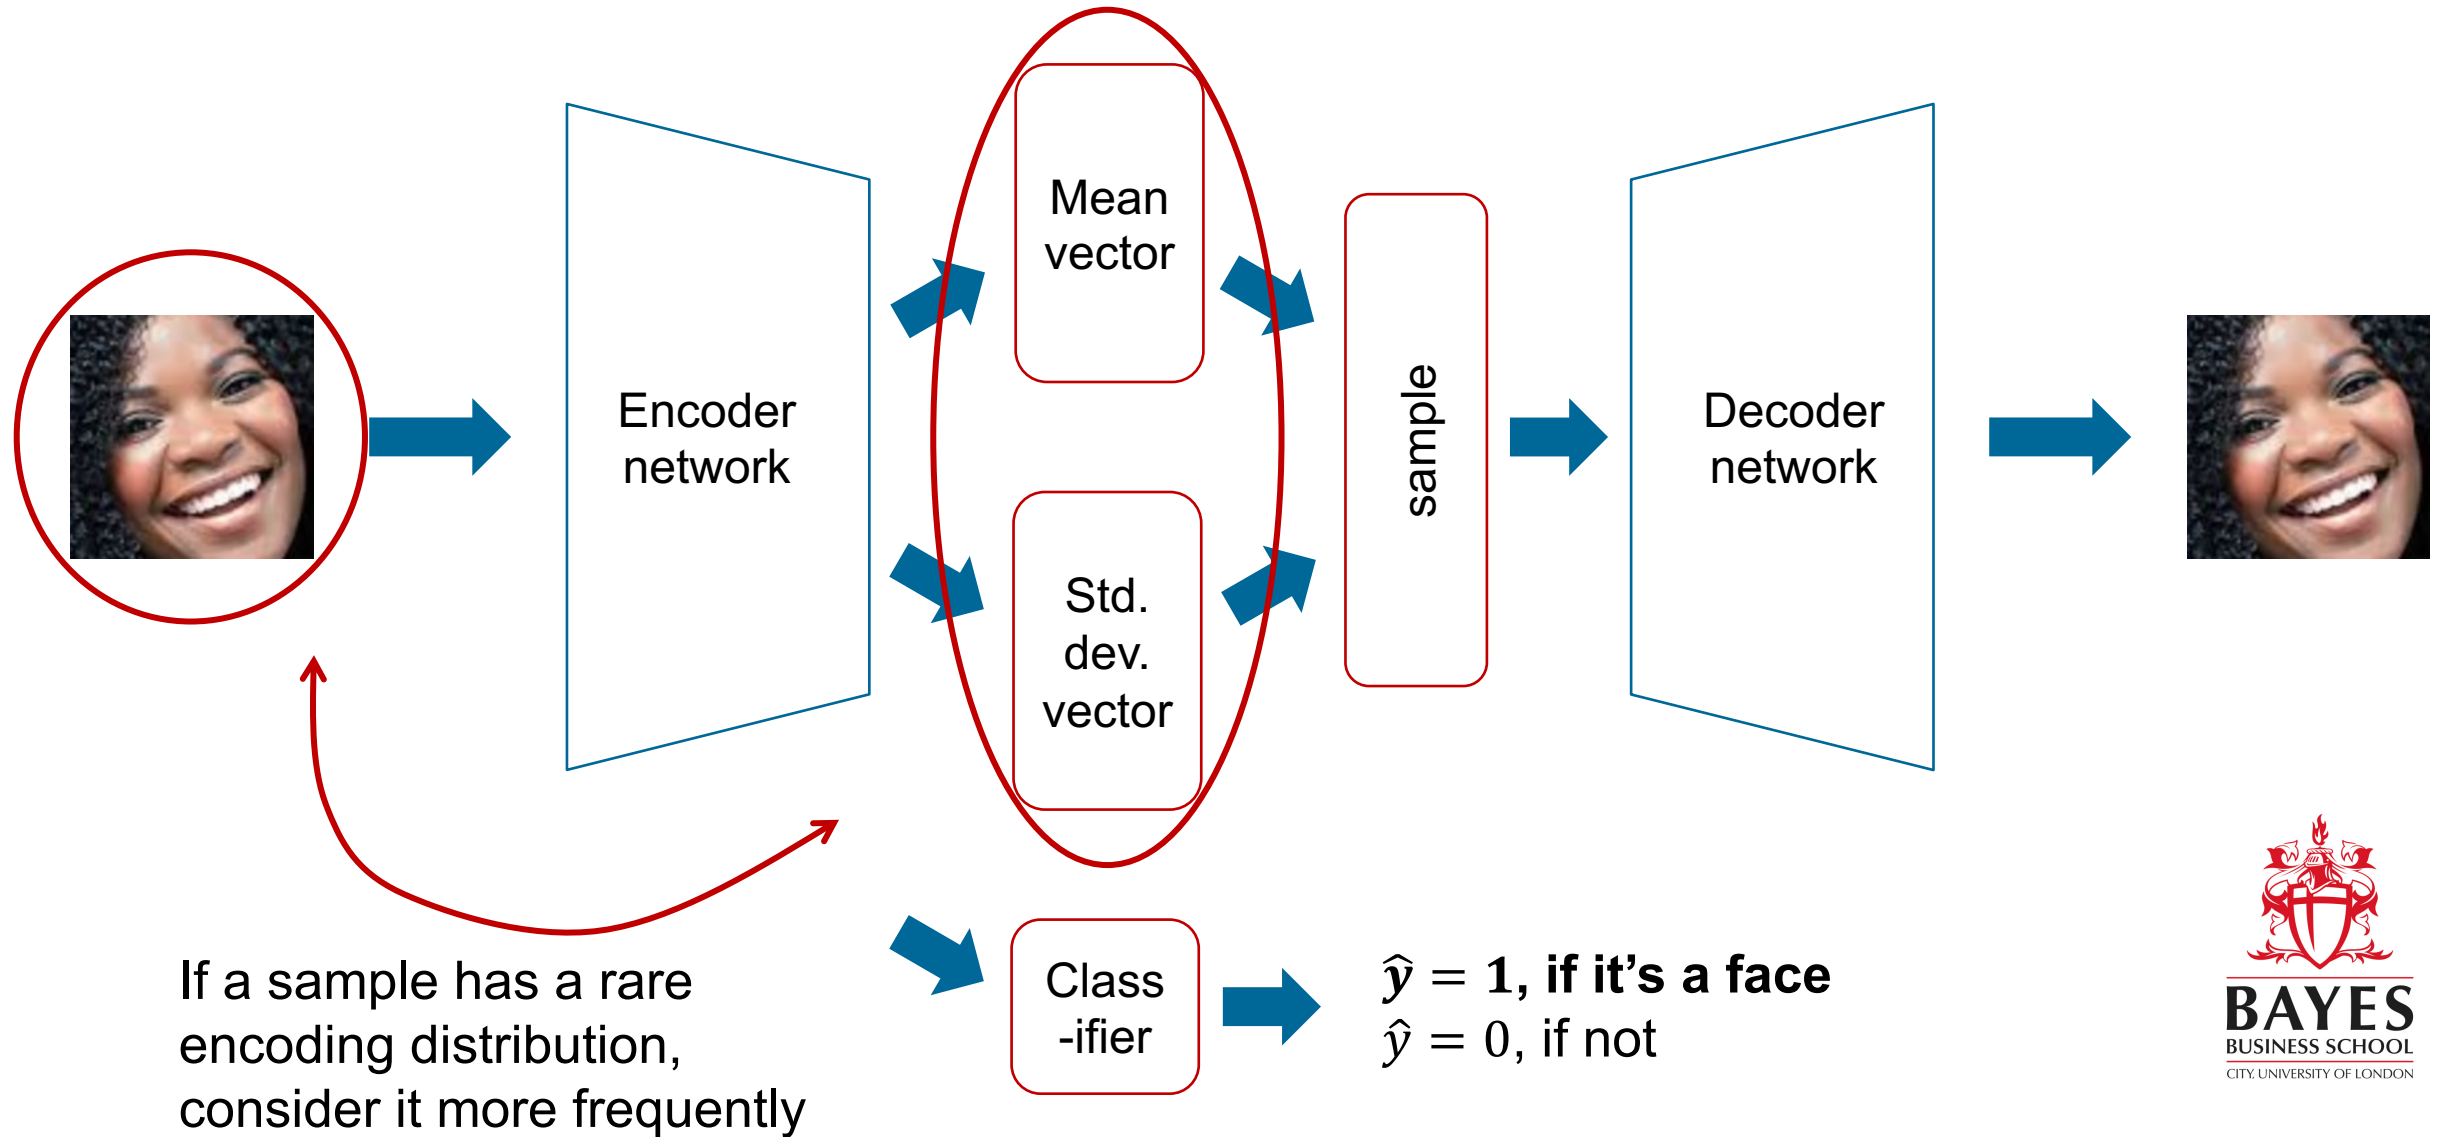 Mean
vector
Encoder
network
Std.
dev.
vector
sample
Decoder
network
If a sample has a rare
encoding distribution,
consider it more frequently
Class
-ifier
ŷ = 1, if it’s a face
ŷ = 0, if not
BAYES
BUSINESS SCHOOL
CITY, UNIVERSITY OF LONDON